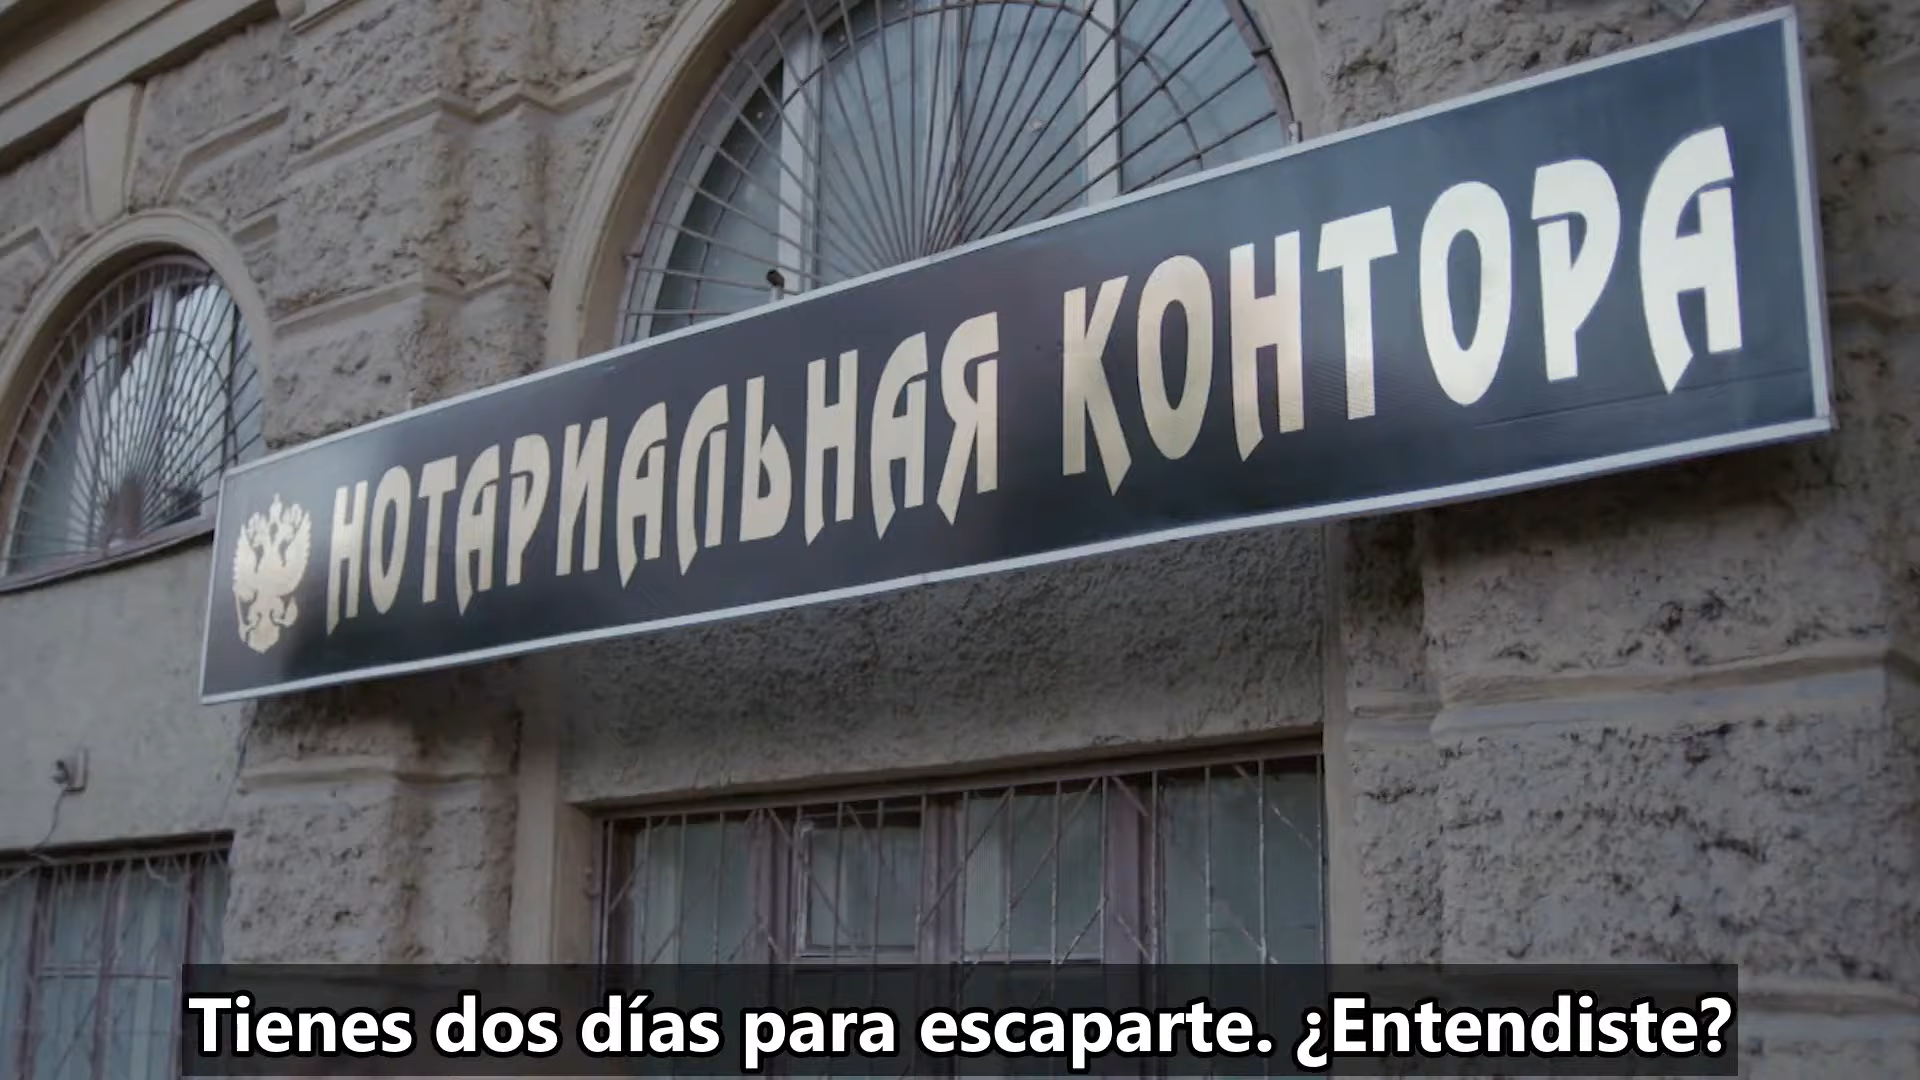 НОТАРИАЛЬНАЯ КОНТОРА
Tienes dos días para escaparte. ¿Entendiste?